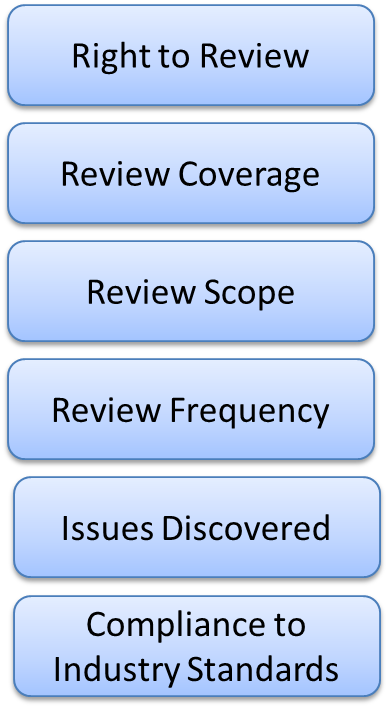 Right to Review
Review Coverage
Review Scope
Review Frequency
Issues Discovered
Compliance to
Industry Standards